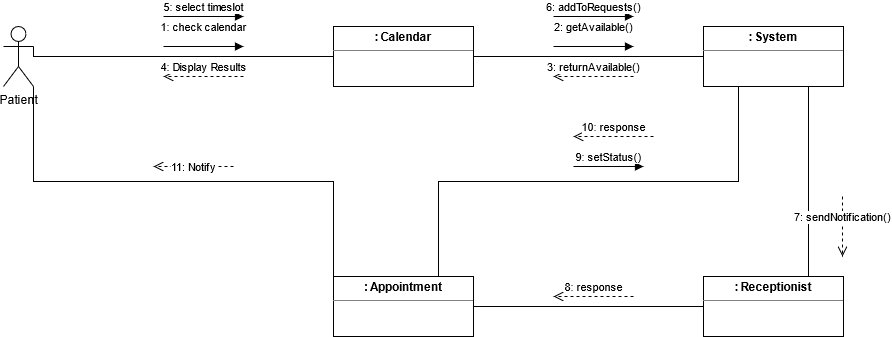 5: select timeslot
6: addToRequests()
1: check calendar
2: getAvailable()
: Calendar
: System
4: Display Results
3: returnAvailable()
Patient
10: response
9: setStatus()
11: Notify
7: sendNotification()
: Appointment
8: response
: Receptionist